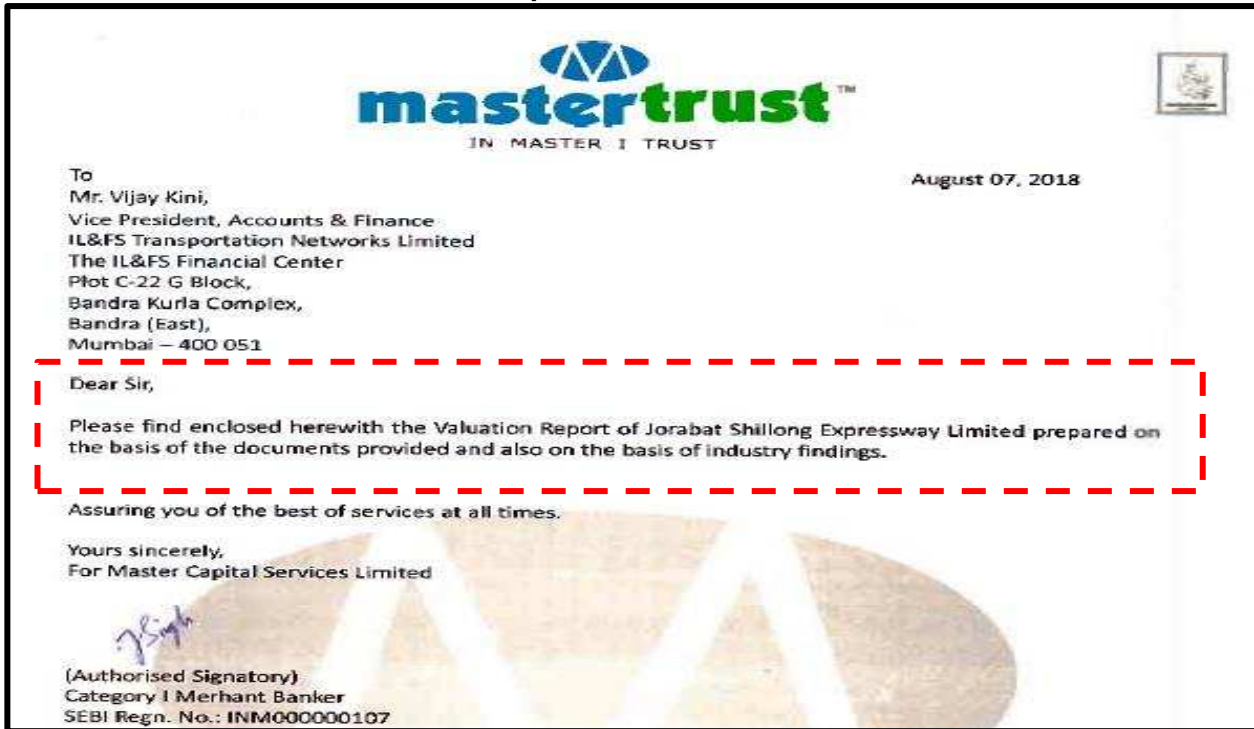 mastertrust™
IN MASTER I TRUST
To
August 07, 2018
Mr. Vijay Kini,
Vice President, Accounts & Finance
IL&FS Transportation Networks Limited
The IL&FS Financial Center
Plot C-22 G Block,
Bandra Kurla Complex,
Bandra (East),
Mumbai – 400 051
Dear Sir,
Please find enclosed herewith the Valuation Report of Jorabat Shillong Expressway Limited prepared on
the basis of the documents provided and also on the basis of industry findings.
Assuring you of the best of services at all times.
Yours sincerely,
For Master Capital Services Limited
JSingh
(Authorised Signatory)
Category I Merhant Banker
SEBI Regn. No.: INM000000107